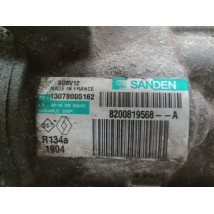 SD6V12
SANDEN
MADE IN FRANCE
13078005162
8200819568--A
R134a
1904